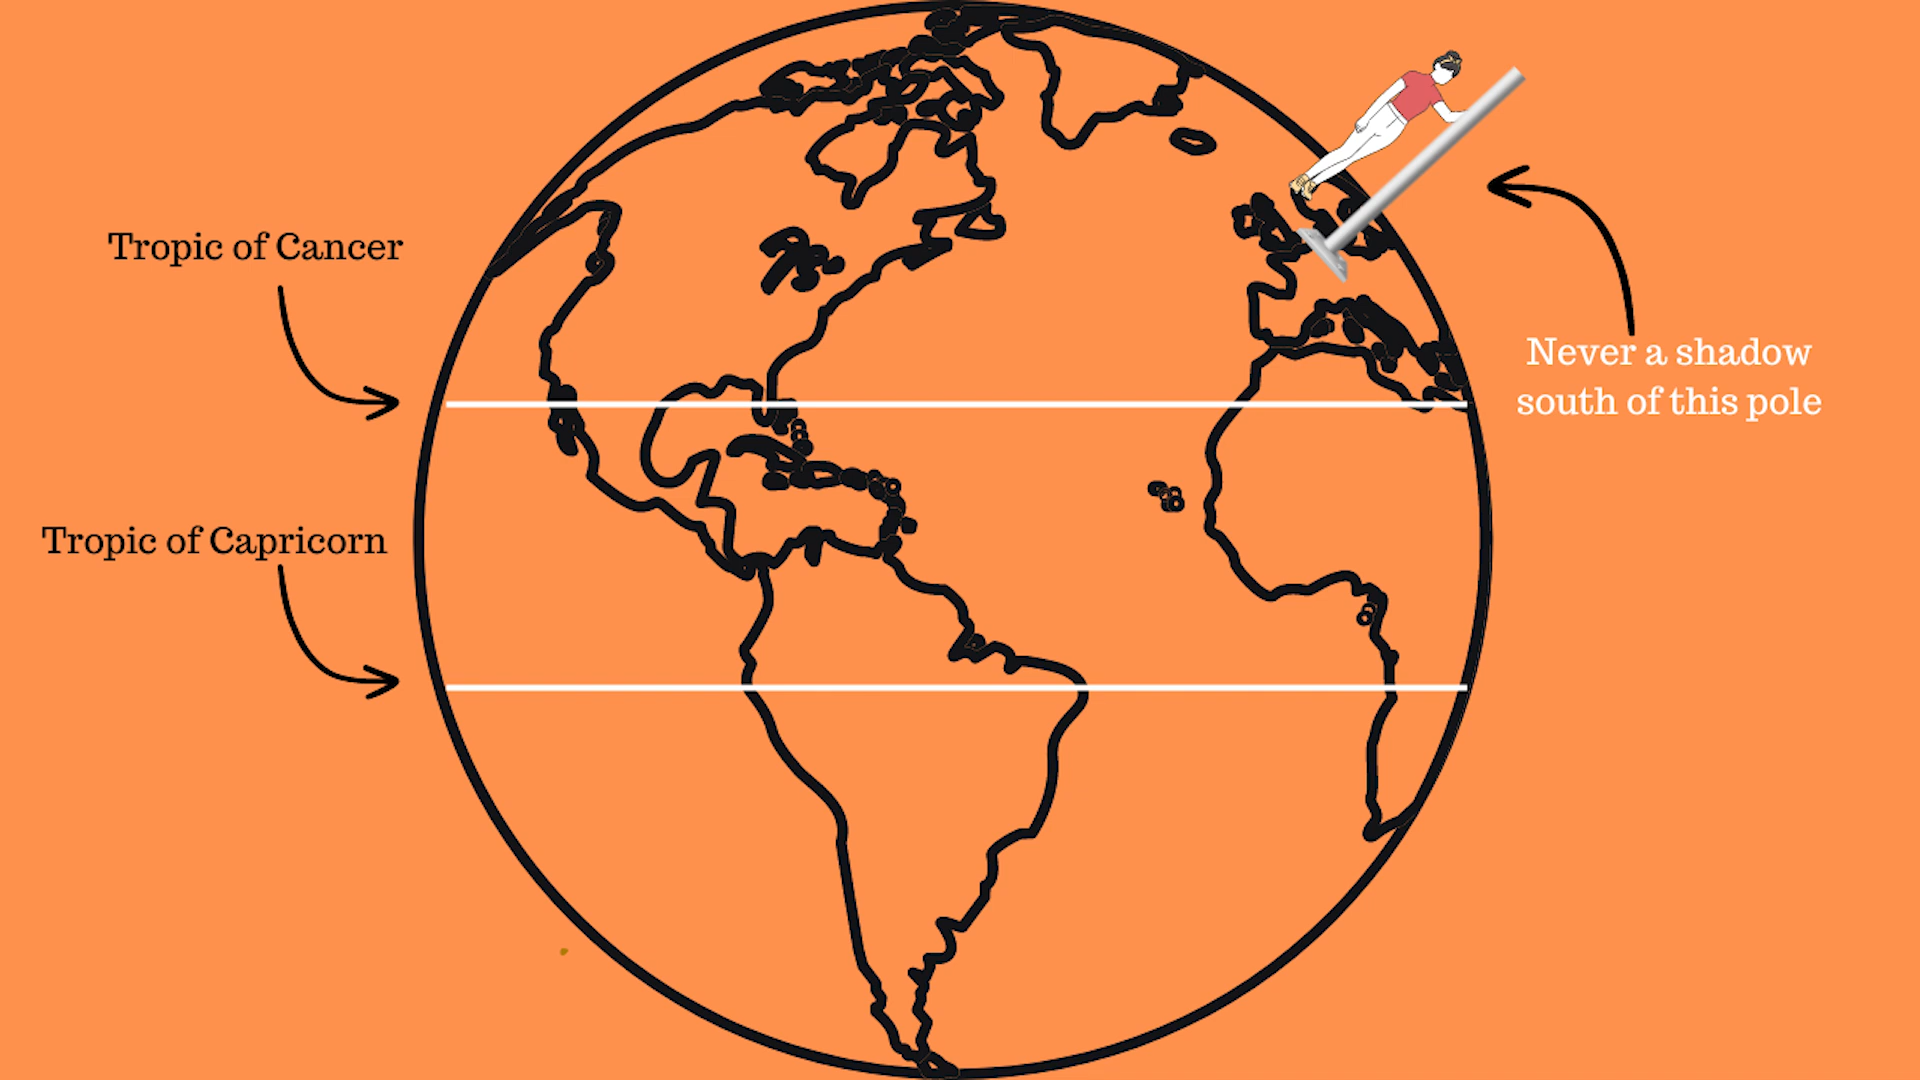 Tropic of Cancer
Tropic of Capricorn
Never a shadow
south of this pole